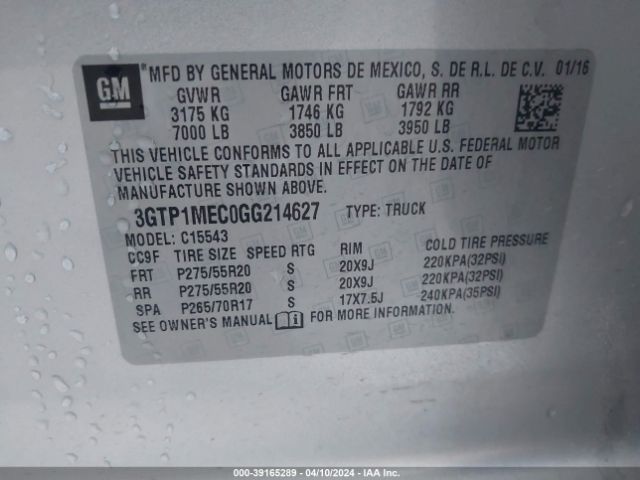 GM ® MFD BY GENERAL MOTORS DE MEXICO, S. DE R.L. DE C.V. 01/16
GVWR GAWR FRT GAWR RR
3175 KG 1746 KG 1792 KG
7000 LB 3850 LB 3950 LB
THIS VEHICLE CONFORMS TO ALL APPLICABLE U.S. FEDERAL MOTOR
VEHICLE SAFETY STANDARDS IN EFFECT ON THE DATE OF
MANUFACTURE SHOWN ABOVE.
3GTP1MEC0GG214627 TYPE: TRUCK
MODEL: C15543
CC9F TIRE SIZE SPEED RTG RIM COLD TIRE PRESSURE
FRT P275/55R20 S 20X9J 220KPA(32PSI)
RR P275/55R20 S 20X9J 220KPA(32PSI)
SPA P265/70R17 S 17X7.5J 240KPA(35PSI)
SEE OWNER'S MANUAL FOR MORE INFORMATION.
000-39165289 - 04/10/2024 - IAA Inc.